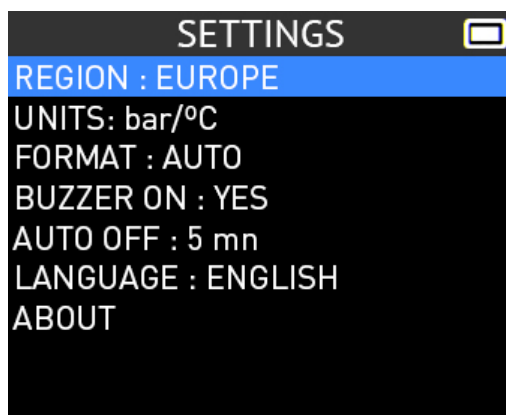 SETTINGS
REGION : EUROPE
UNITS: bar/ºC
FORMAT : AUTO
BUZZER ON : YES
AUTO OFF : 5 mn
LANGUAGE : ENGLISH
ABOUT